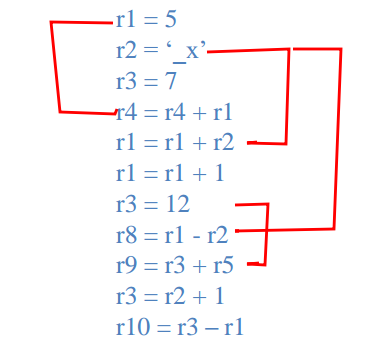 r1 = 5
r2 = ‘_x’
r3 = 7
r4 = r4 + r1
r1 = r1 + r2
r1 = r1 + 1
r3 = 12
r8 = r1 - r2
r9 = r3 + r5
r3 = r2 + 1
r10 = r3 – r1